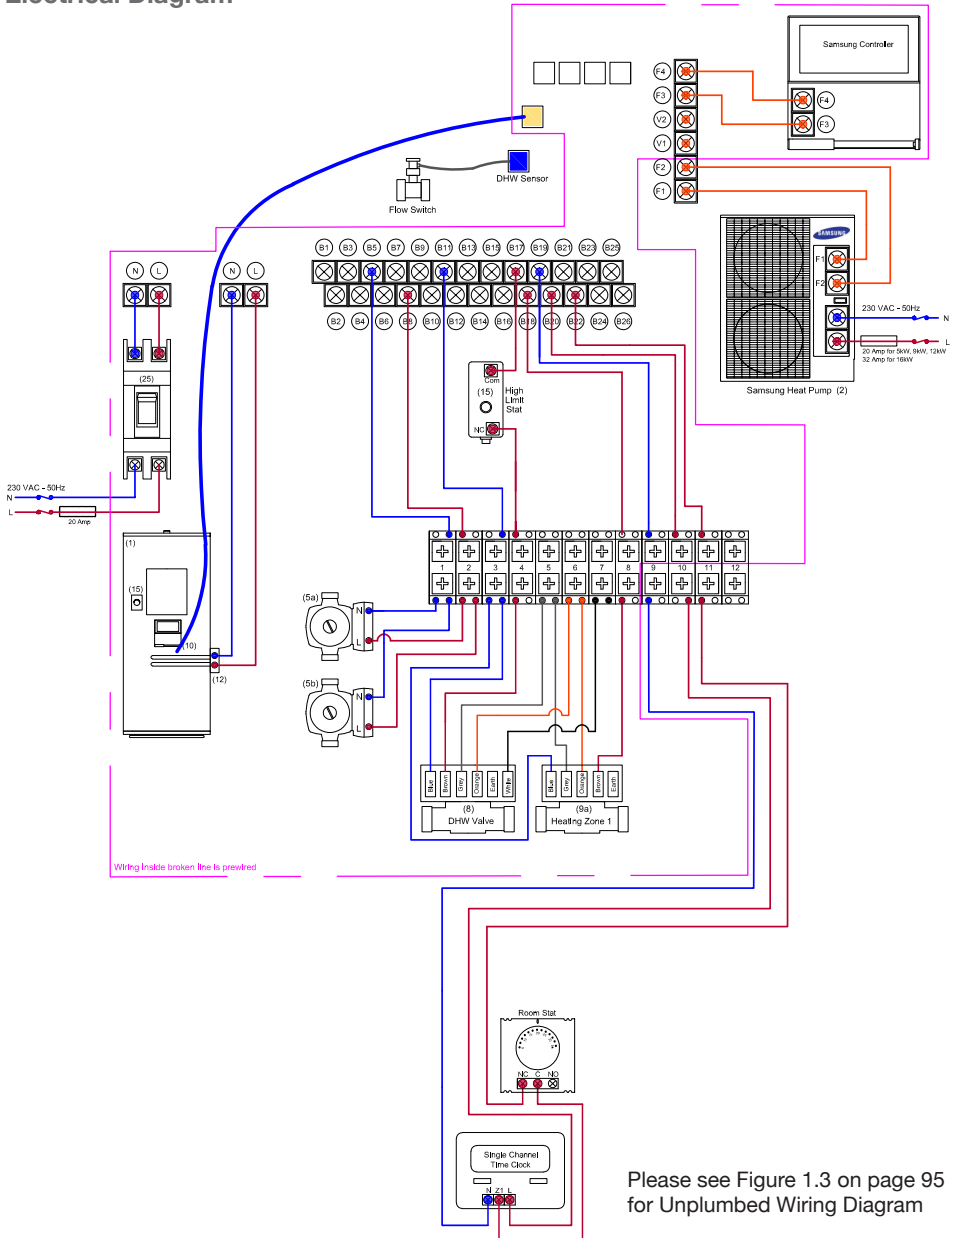 Electrical Diagram
Samsung Controller
F4
F3
V2
V1
F2
F1
F4
F3
DHW Sensor
Flow Switch
SAMSUNG
F1
F2
230 VAC - 50Hz
N
L
20 Amp for 5kW, 9kW, 12kW
32 Amp for 16kW
Samsung Heat Pump (2)
B1 B3 B5 B7 B9 B11 B13 B15 B17 B19 B21 B23 B25
B2 B4 B6 B8 B10 B12 B14 B16 B18 B20 B22 B24 B26
N L N L
(25)
230 VAC - 50Hz
N
L
20 Amp
Com
(15)
High
Limit
Stat
NC
(1)
(15)
(10)
(12)
1 2 3 4 5 6 7 8 9 10 11 12
(5a)
N
L
(5b)
N
L
Blue Brown Grey Orange Earth White
(8)
DHW Valve
Blue Grey Orange Brown Earth
(9a)
Heating Zone 1
Wiring inside broken line is prewired
Room Stat
NC C NO
Single Channel
Time Clock
N Z1 L
Please see Figure 1.3 on page 95
for Unplumbed Wiring Diagram